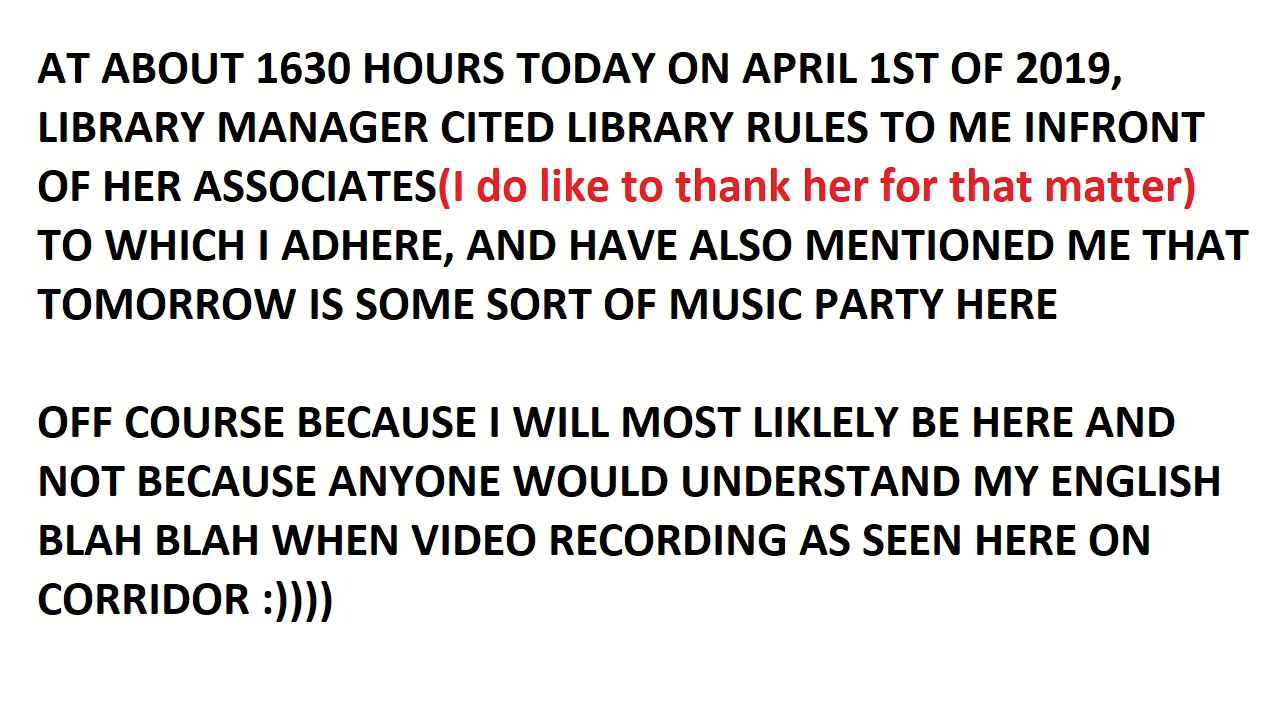 AT ABOUT 1630 HOURS TODAY ON APRIL 1ST OF 2019,
LIBRARY MANAGER CITED LIBRARY RULES TO ME INFRONT
OF HER ASSOCIATES(I do like to thank her for that matter)
TO WHICH I ADHERE, AND HAVE ALSO MENTIONED ME THAT
TOMORROW IS SOME SORT OF MUSIC PARTY HERE
OFF COURSE BECAUSE I WILL MOST LIKLELY BE HERE AND
NOT BECAUSE ANYONE WOULD UNDERSTAND MY ENGLISH
BLAH BLAH WHEN VIDEO RECORDING AS SEEN HERE ON
CORRIDOR :))))